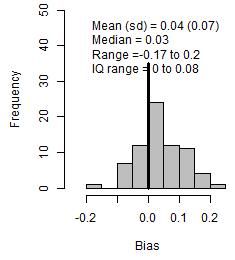 Mean (sd) = 0.04 (0.07)
Median = 0.03
Range =-0.17 to 0.2
IQ range = 0 to 0.08
Frequency
50
40
30
20
10
0
-0.2 0.0 0.1 0.2
Bias